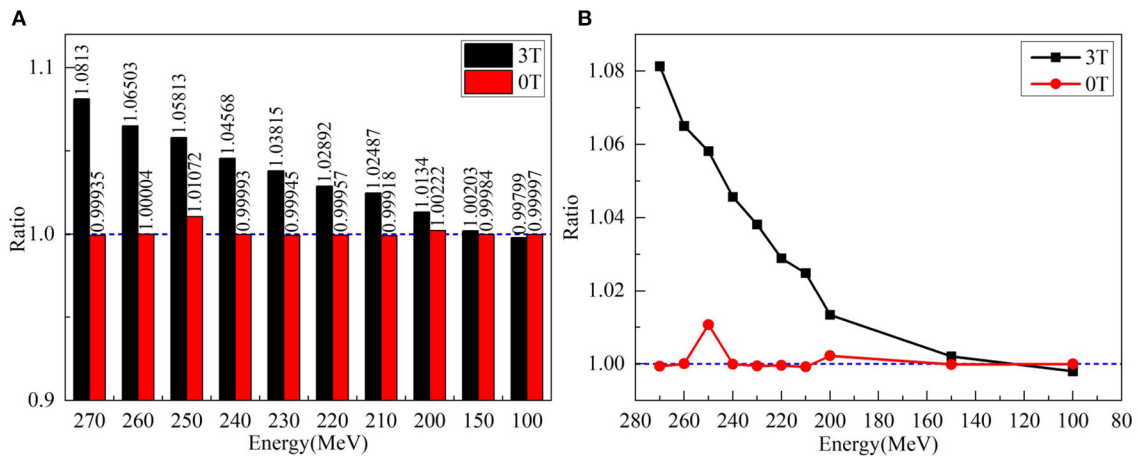 A
1.1
1.0
0.9
Ratio
3T
0T
1.0813
0.99935
1.06503
1.00004
1.05813
1.01072
1.04568
0.99993
1.03815
0.99945
1.02892
0.99957
1.02487
0.99918
1.0134
1.00222
1.00203
0.99984
0.99799
0.99997
270 260 250 240 230 220 210 200 150 100
Energy(MeV)
B
1.08
1.06
1.04
1.02
1.00
Ratio
3T
0T
280 260 240 220 200 180 160 140 120 100 80
Energy(MeV)